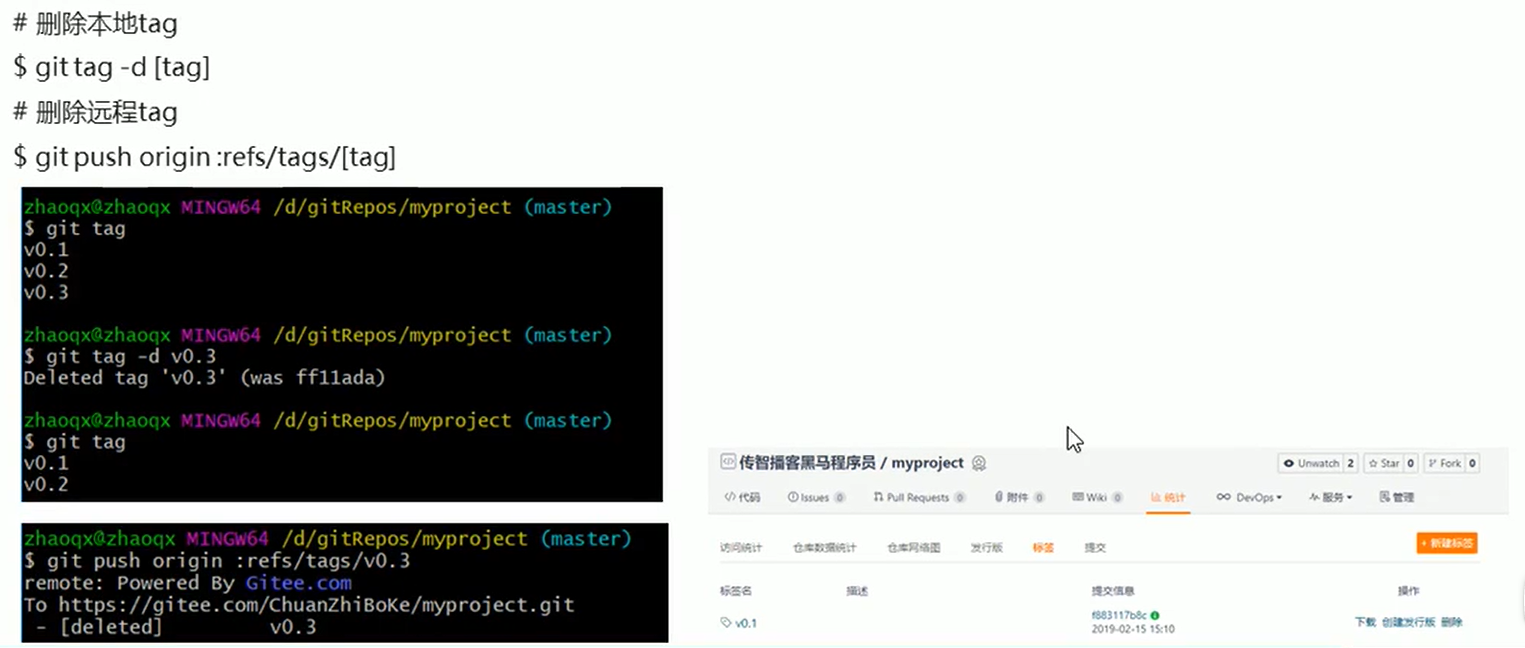 # 删除本地tag
$ git tag -d [tag]
# 删除远程tag
$ git push origin :refs/tags/[tag]
zhaoqx@zhaoqx MINGW64 /d/gitRepos/myproject (master)
$ git tag
v0.1
v0.2
v0.3
zhaoqx@zhaoqx MINGW64 /d/gitRepos/myproject (master)
$ git tag -d v0.3
Deleted tag 'v0.3' (was ff11ada)
zhaoqx@zhaoqx MINGW64 /d/gitRepos/myproject (master)
$ git tag
v0.1
v0.2
zhaoqx@zhaoqx MINGW64 /d/gitRepos/myproject (master)
$ git push origin :refs/tags/v0.3
remote: Powered By Gitee.com
To https://gitee.com/ChuanZhiBoKe/myproject.git
- [deleted] v0.3
传智播客黑马程序员 / myproject
Unwatch 2 Star 0 Fork 0
代码 Issues 0 Pull Requests 0 附件 0 Wiki 0 统计 DevOps 服务 管理
访问统计 仓库数据统计 仓库网络图 发行版 标签 提交
+ 新建标签
标签名 描述 提交信息 操作
v0.1 f883117b8c 下载 创建发行版 删除
2019-02-15 15:10